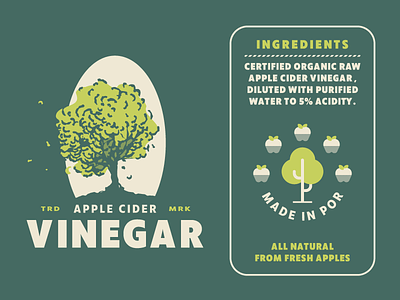 TRD APPLE CIDER MRK
VINEGAR
INGREDIENTS
CERTIFIED ORGANIC RAW
APPLE CIDER VINEGAR,
DILUTED WITH PURIFIED
WATER TO 5% ACIDITY.
MADE IN POR
ALL NATURAL
FROM FRESH APPLES